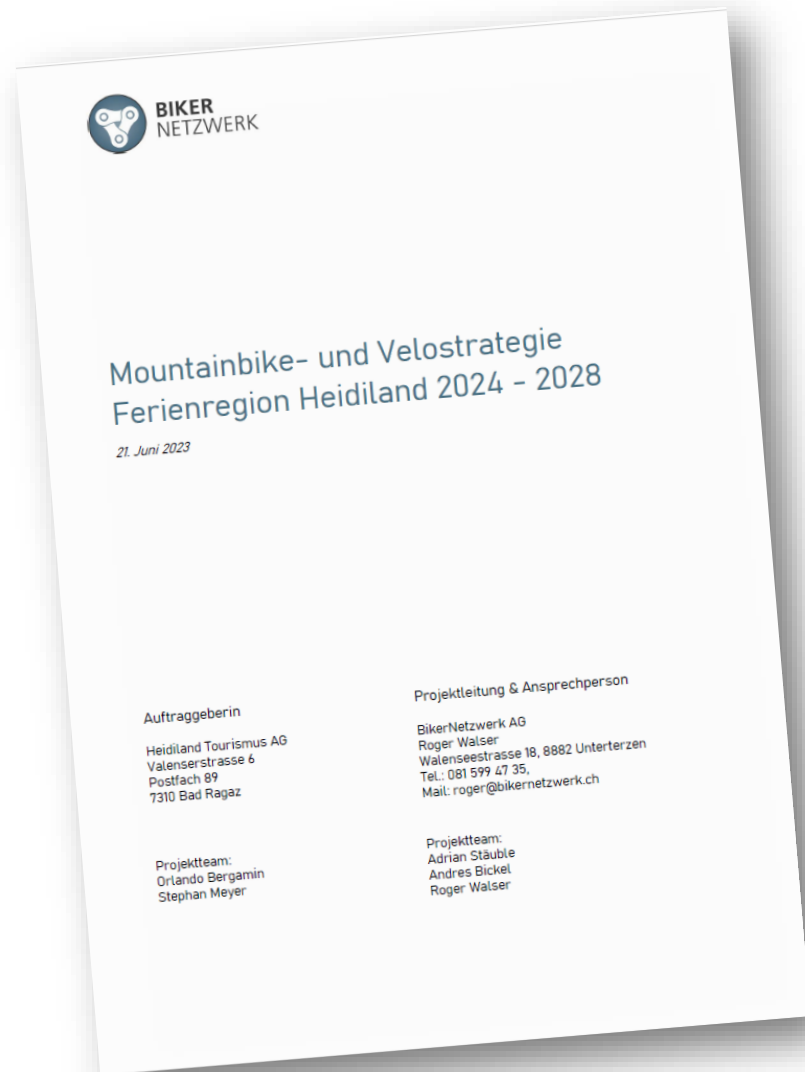 BIKER
NETZWERK
Mountainbike- und Velostrategie
Ferienregion Heidiland 2024 - 2028
21. Juni 2023
Auftraggeberin
Heidiland Tourismus AG
Valenserstrasse 6
Postfach 89
7310 Bad Ragaz
Projektteam:
Orlando Bergamin
Stephan Meyer
Projektleitung & Ansprechperson
BikerNetzwerk AG
Roger Walser
Walenseestrasse 18, 8882 Unterterzen
Tel.: 081 599 47 35,
Mail: roger@bikernetzwerk.ch
Projektteam:
Adrian Stäuble
Andres Bickel
Roger Walser